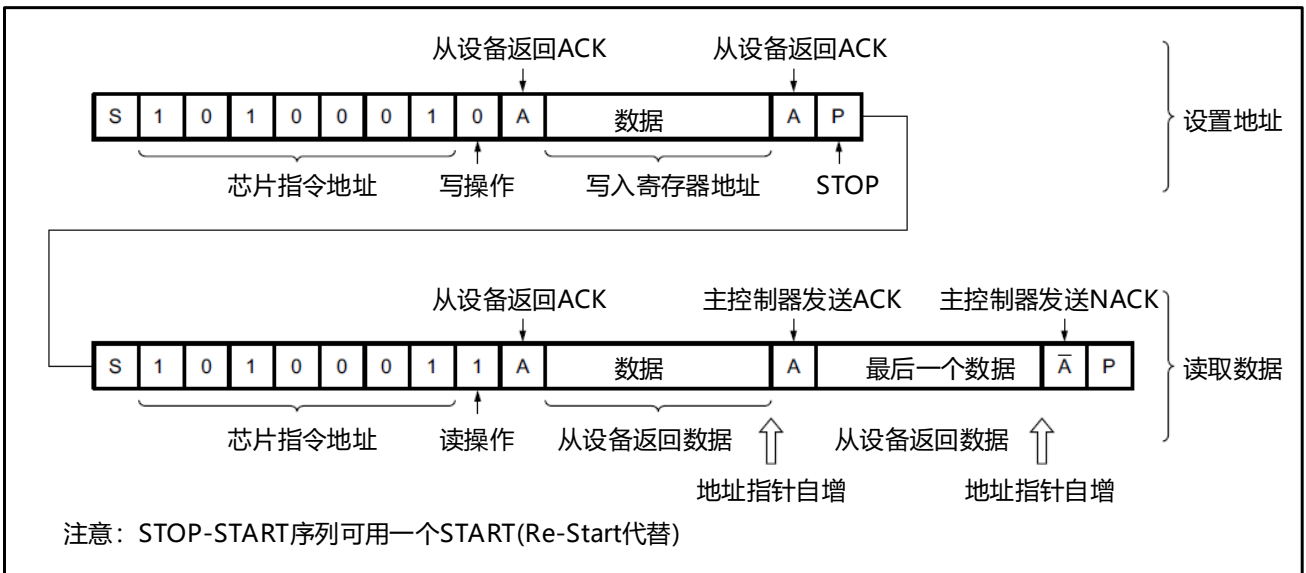 从设备返回ACK 从设备返回ACK
S 1 0 1 0 0 0 1 0 A 数据 A P 设置地址
芯片指令地址 写操作 写入寄存器地址 STOP
从设备返回ACK 主控制器发送ACK 主控制器发送NACK
S 1 0 1 0 0 0 1 1 A 数据 A 最后一个数据 A̅ P 读取数据
芯片指令地址 读操作 从设备返回数据 从设备返回数据
地址指针自增 地址指针自增
注意：STOP-START序列可用一个START(Re-Start代替)